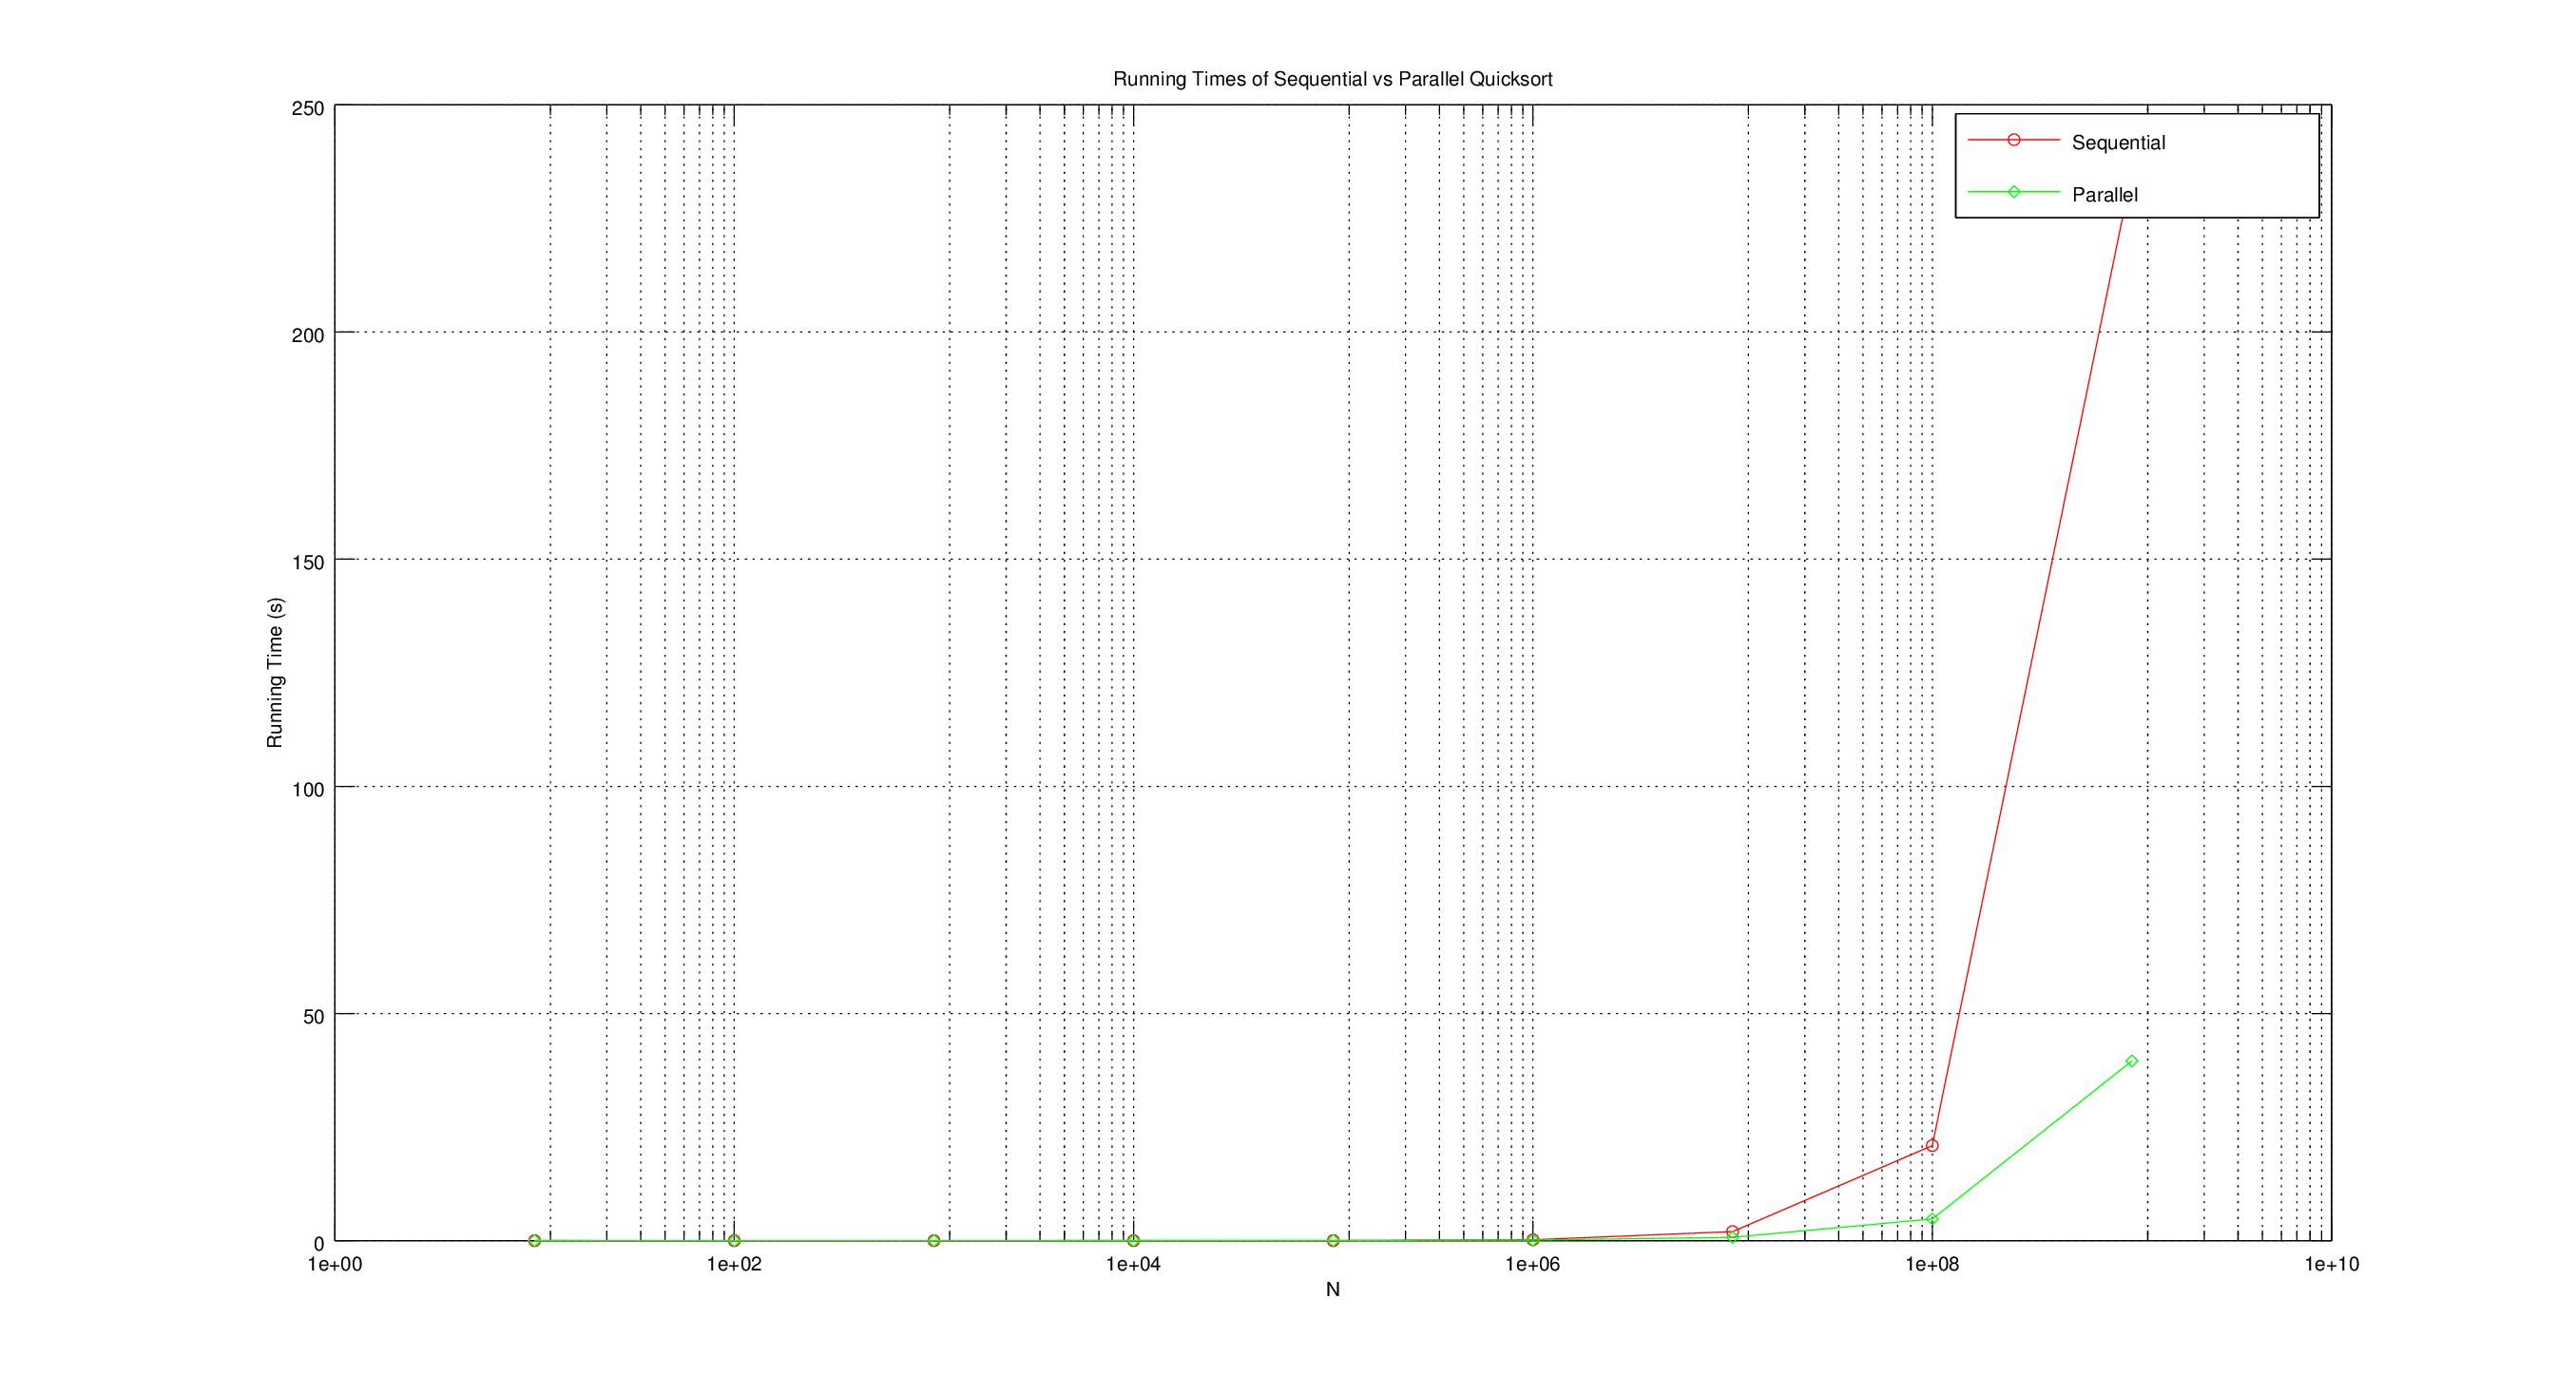 Running Times of Sequential vs Parallel Quicksort
250
Sequential
Parallel
200
150
Running Time (s)
100
50
0
1e+00 1e+02 1e+04 1e+06 1e+08 1e+10
N